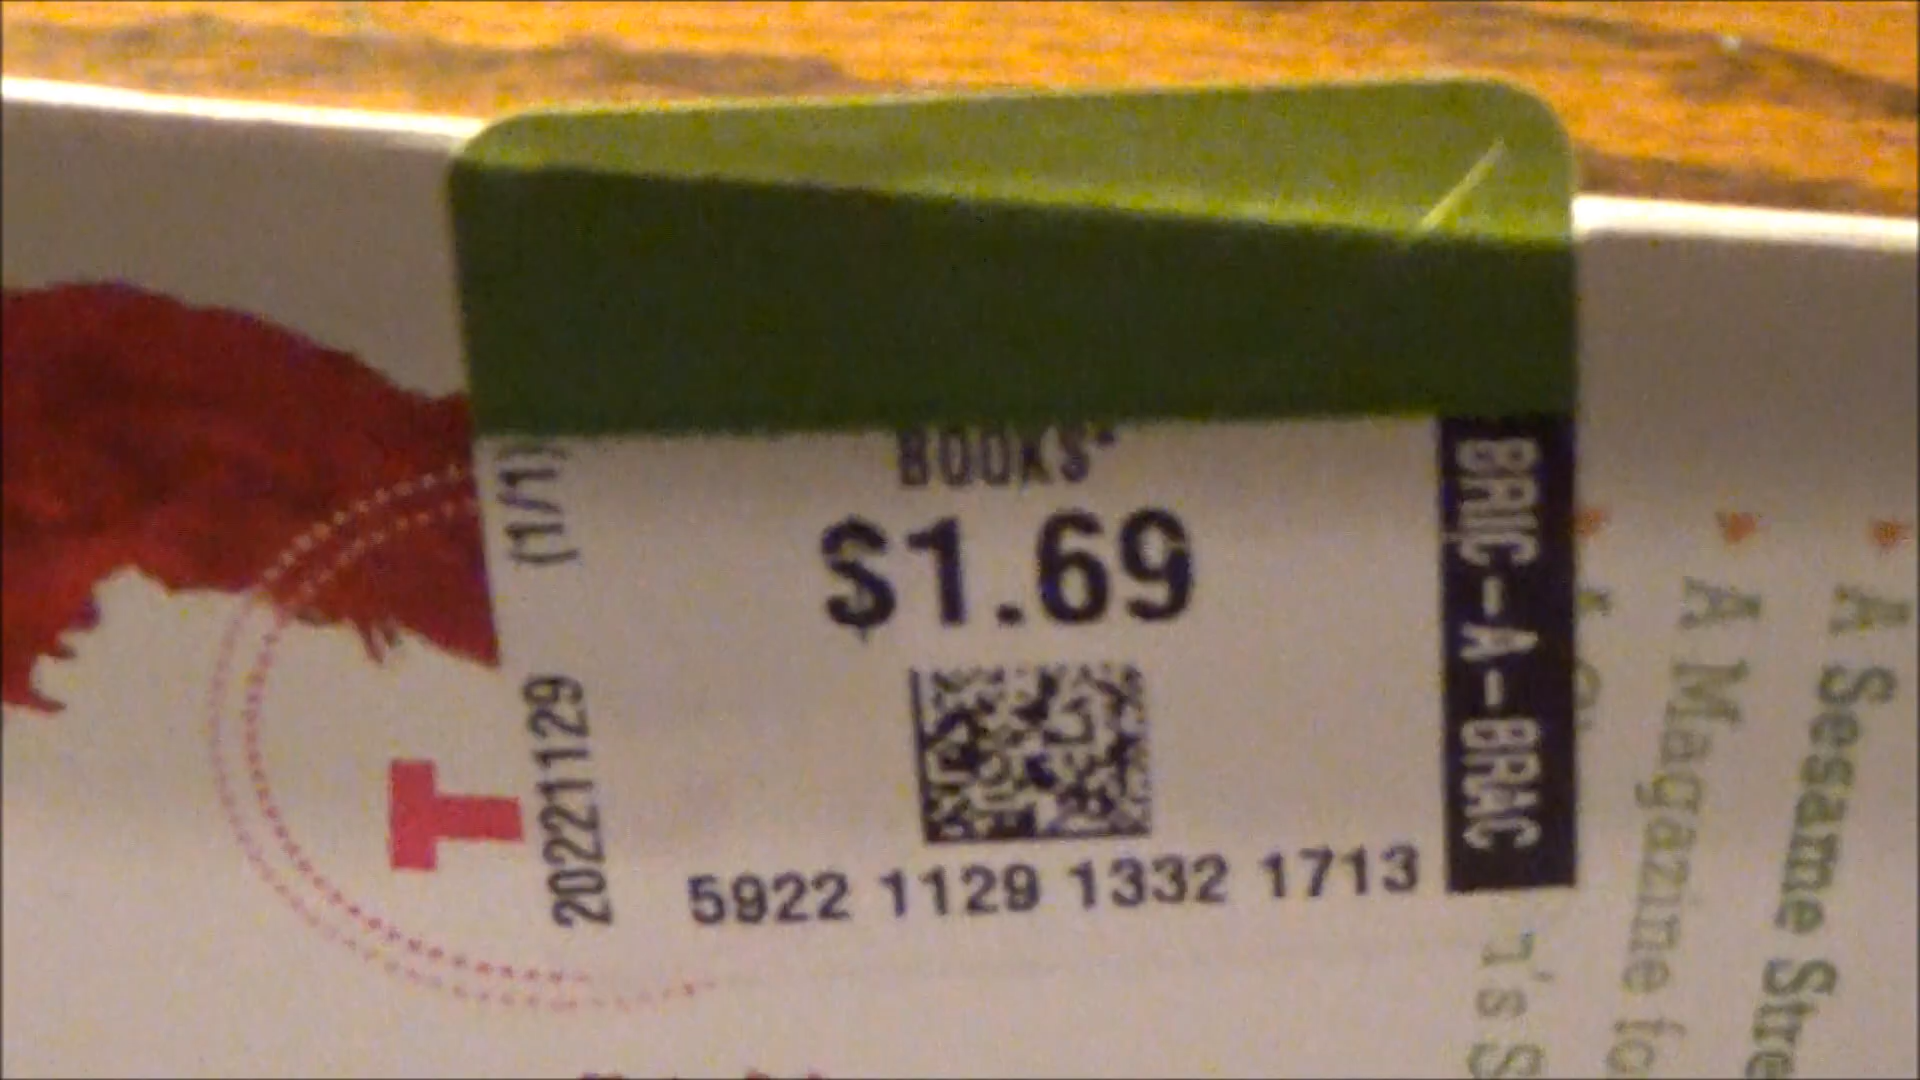 BOOKS*
$1.69
(1/1)
20221129
5922 1129 1332 1713
BRIC-A-BRAC
T
A Sesame Stre
A Magazine fo
's S